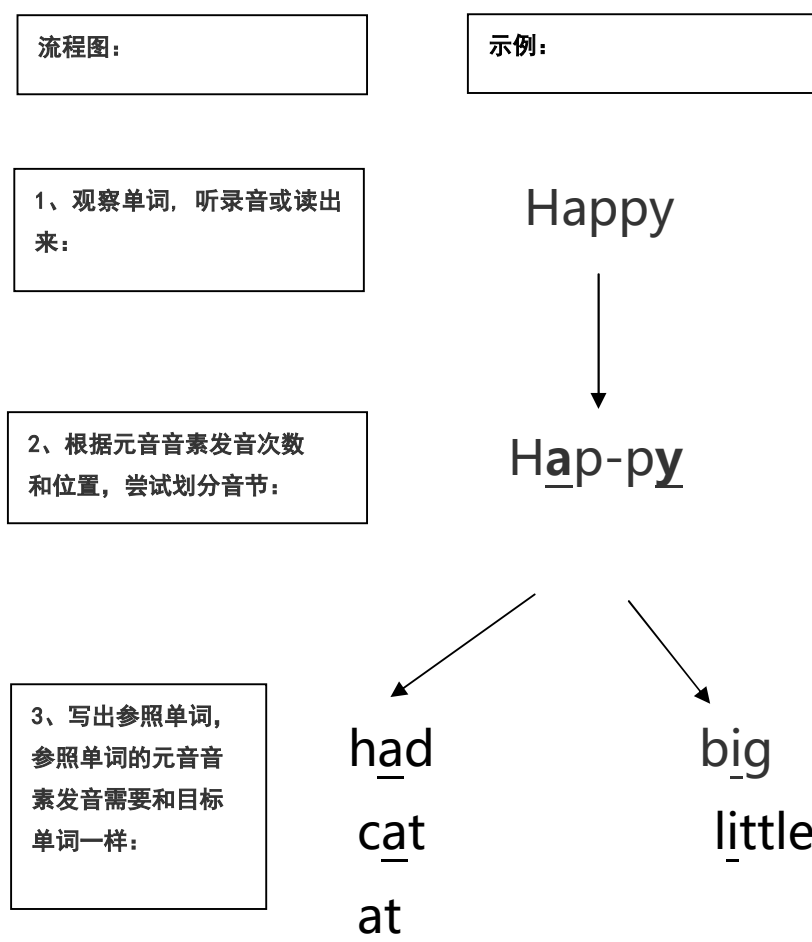 流程图：
示例：
1、观察单词, 听录音或读出
来：
Happy
2、根据元音音素发音次数
和位置，尝试划分音节：
Hap-py
3、写出参照单词，
参照单词的元音音
素发音需要和目标
单词一样：
had
big
cat
little
at